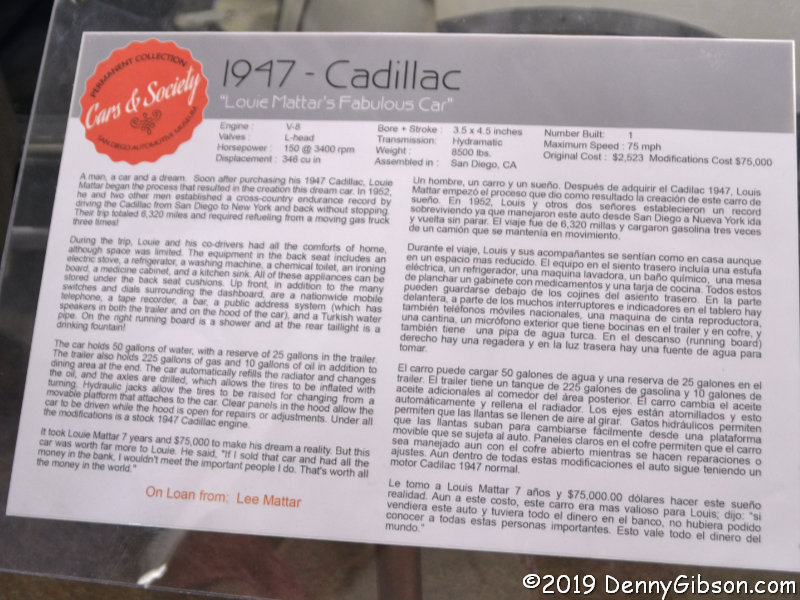 PERMANENT COLLECTION
Cars & Society
SAN DIEGO AUTOMOTIVE MUSEUM
1947 - Cadillac
"Louie Mattar's Fabulous Car"
Engine : V-8
Valves : L-head
Horsepower : 150 @ 3400 rpm
Displacement : 346 cu in
Bore + Stroke : 3.5 x 4.5 inches
Transmission: Hydramatic
Weight : 8500 lbs.
Assembled in : San Diego, CA
Number Built: 1
Maximum Speed : 75 mph
Original Cost : $2,523 Modifications Cost $75,000
A man, a car and a dream. Soon after purchasing his 1947 Cadillac, Louie
Mattar began the process that resulted in the creation this dream car. In 1952,
he and two other men established a cross-country endurance record by
driving the Cadillac from San Diego to New York and back without stopping.
Their trip totaled 6,320 miles and required refueling from a moving gas truck
three times!
During the trip, Louie and his co-drivers had all the comforts of home,
although space was limited. The equipment in the back seat includes an
electric stove, a refrigerator, a washing machine, a chemical toilet, an ironing
board, a medicine cabinet, and a kitchen sink. All of these appliances can be
stored under the back seat cushions. Up front, in addition to the many
switches and dials surrounding the dashboard, are a nationwide mobile
telephone, a tape recorder, a bar, a public address system (which has
speakers in both the trailer and on the hood of the car), and a Turkish water
pipe. On the right running board is a shower and at the rear taillight is a
drinking fountain!
The car holds 50 gallons of water, with a reserve of 25 gallons in the trailer.
The trailer also holds 225 gallons of gas and 10 gallons of oil in addition to
dining area at the end. The car automatically refills the radiator and changes
the oil, and the axles are drilled, which allows the tires to be inflated with
turning. Hydraulic jacks allow the tires to be raised for changing from a
movable platform that attaches to the car. Clear panels in the hood allow the
car to be driven while the hood is open for repairs or adjustments. Under all
the modifications is a stock 1947 Cadillac engine.
It took Louie Mattar 7 years and $75,000 to make his dream a reality. But this
car was worth far more to Louie. He said, "If I sold that car and had all the
money in the bank, I wouldn't meet the important people I do. That's worth all
the money in the world."
On Loan from: Lee Mattar
Un hombre, un carro y un sueño. Después de adquirir el Cadilac 1947, Louis
Mattar empezó el proceso que dio como resultado la creación de este carro de
sueño. En 1952, Louis y otros dos señores establecieron un record
sobreviviendo ya que manejaron este auto desde San Diego a Nueva York ida
y vuelta sin parar. El viaje fue de 6,320 millas y cargaron gasolina tres veces
de un camión que se mantenía en movimiento.
Durante el viaje, Louis y sus acompañantes se sentían como en casa aunque
en un espacio mas reducido. El equipo en el siento trasero incluía una estufa
eléctrica, un refrigerador, una maquina lavadora, un baño químico, una mesa
de planchar un gabinete con medicamentos y una tarja de cocina. Todos estos
pueden guardarse debajo de los cojines del asiento trasero. En la parte
delantera, a parte de los muchos interruptores e indicadores en el tablero hay
también teléfonos móviles nacionales, una maquina de cinta reproductora,
una cantina, un micrófono exterior que tiene bocinas en el trailer y en cofre, y
también tiene una pipa de agua turca. En el descanso (running board)
derecho hay una regadera y en la luz trasera hay una fuente de agua para
tomar.
El carro puede cargar 50 galones de agua y una reserva de 25 galones en el
trailer. El trailer tiene un tanque de 225 galones de gasolina y 10 galones de
aceite adicionales al comedor del área posterior. El carro cambia el aceite
automáticamente y rellena el radiador. Los ejes están atornillados y esto
permiten que las llantas se llenen de aire al girar. Gatos hidráulicos permiten
que las llantas suban para cambiarse fácilmente desde una plataforma
movible que se sujeta al auto. Paneles claros en el cofre permiten que el carro
sea manejado aun con el cofre abierto mientras se hacen reparaciones o
ajustes. Aun dentro de todas estas modificaciones el auto sigue teniendo un
motor Cadilac 1947 normal.
Le tomo a Louis Mattar 7 años y $75,000.00 dólares hacer este sueño
realidad. Aun a este costo, este carro era mas valioso para Louis; dijo: "si
vendiera este auto y tuviera todo el dinero en el banco, no hubiera podido
conocer a todas estas personas importantes. Esto vale todo el dinero del
mundo."
©2019 DennyGibson.com